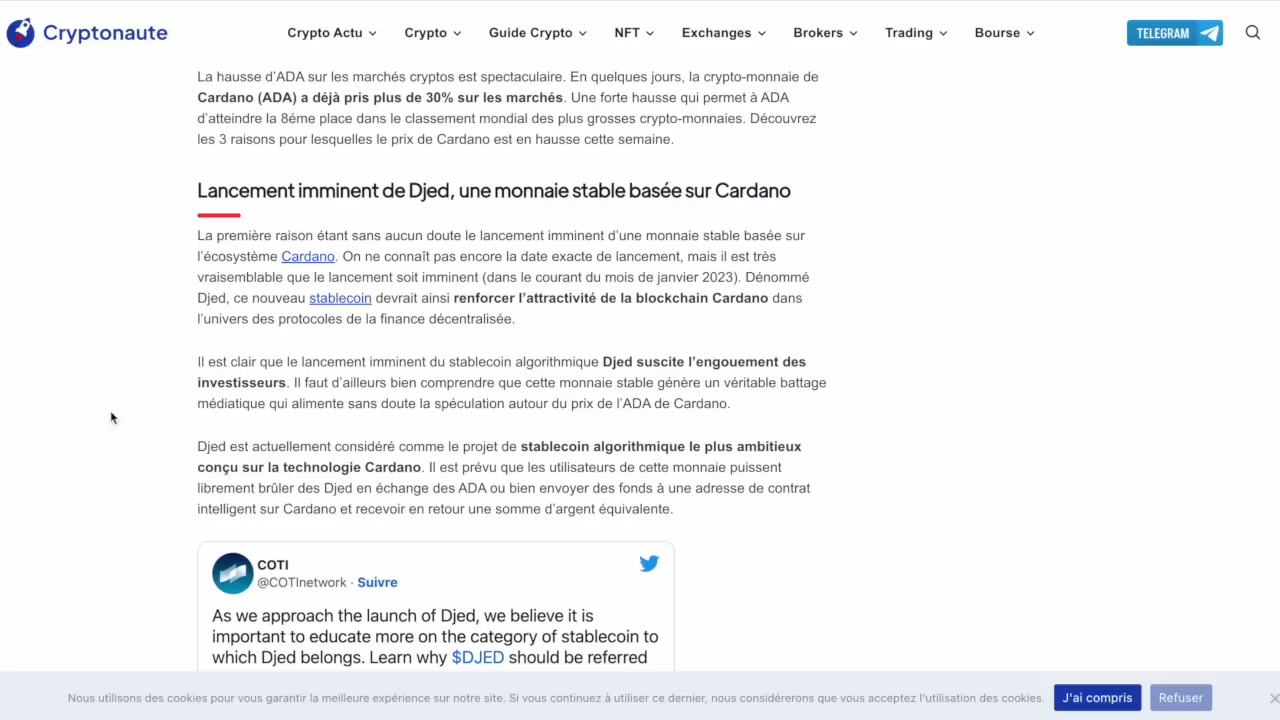 Cryptonaute
Crypto Actu
Crypto
Guide Crypto
NFT
Exchanges
Brokers
Trading
Bourse
TELEGRAM
La hausse d’ADA sur les marchés cryptos est spectaculaire. En quelques jours, la crypto-monnaie de
Cardano (ADA) a déjà pris plus de 30% sur les marchés. Une forte hausse qui permet à ADA
d’atteindre la 8éme place dans le classement mondial des plus grosses crypto-monnaies. Découvrez
les 3 raisons pour lesquelles le prix de Cardano est en hausse cette semaine.
Lancement imminent de Djed, une monnaie stable basée sur Cardano
La première raison étant sans aucun doute le lancement imminent d’une monnaie stable basée sur
l’écosystème Cardano. On ne connaît pas encore la date exacte de lancement, mais il est très
vraisemblable que le lancement soit imminent (dans le courant du mois de janvier 2023). Dénommé
Djed, ce nouveau stablecoin devrait ainsi renforcer l’attractivité de la blockchain Cardano dans
l’univers des protocoles de la finance décentralisée.
Il est clair que le lancement imminent du stablecoin algorithmique Djed suscite l’engouement des
investisseurs. Il faut d’ailleurs bien comprendre que cette monnaie stable génère un véritable battage
médiatique qui alimente sans doute la spéculation autour du prix de l’ADA de Cardano.
Djed est actuellement considéré comme le projet de stablecoin algorithmique le plus ambitieux
conçu sur la technologie Cardano. Il est prévu que les utilisateurs de cette monnaie puissent
librement brûler des Djed en échange des ADA ou bien envoyer des fonds à une adresse de contrat
intelligent sur Cardano et recevoir en retour une somme d’argent équivalente.
COTI
@COTInetwork · Suivre
As we approach the launch of Djed, we believe it is
important to educate more on the category of stablecoin to
which Djed belongs. Learn why $DJED should be referred
Nous utilisons des cookies pour vous garantir la meilleure expérience sur notre site. Si vous continuez à utiliser ce dernier, nous considérerons que vous acceptez l'utilisation des cookies.
J'ai compris
Refuser